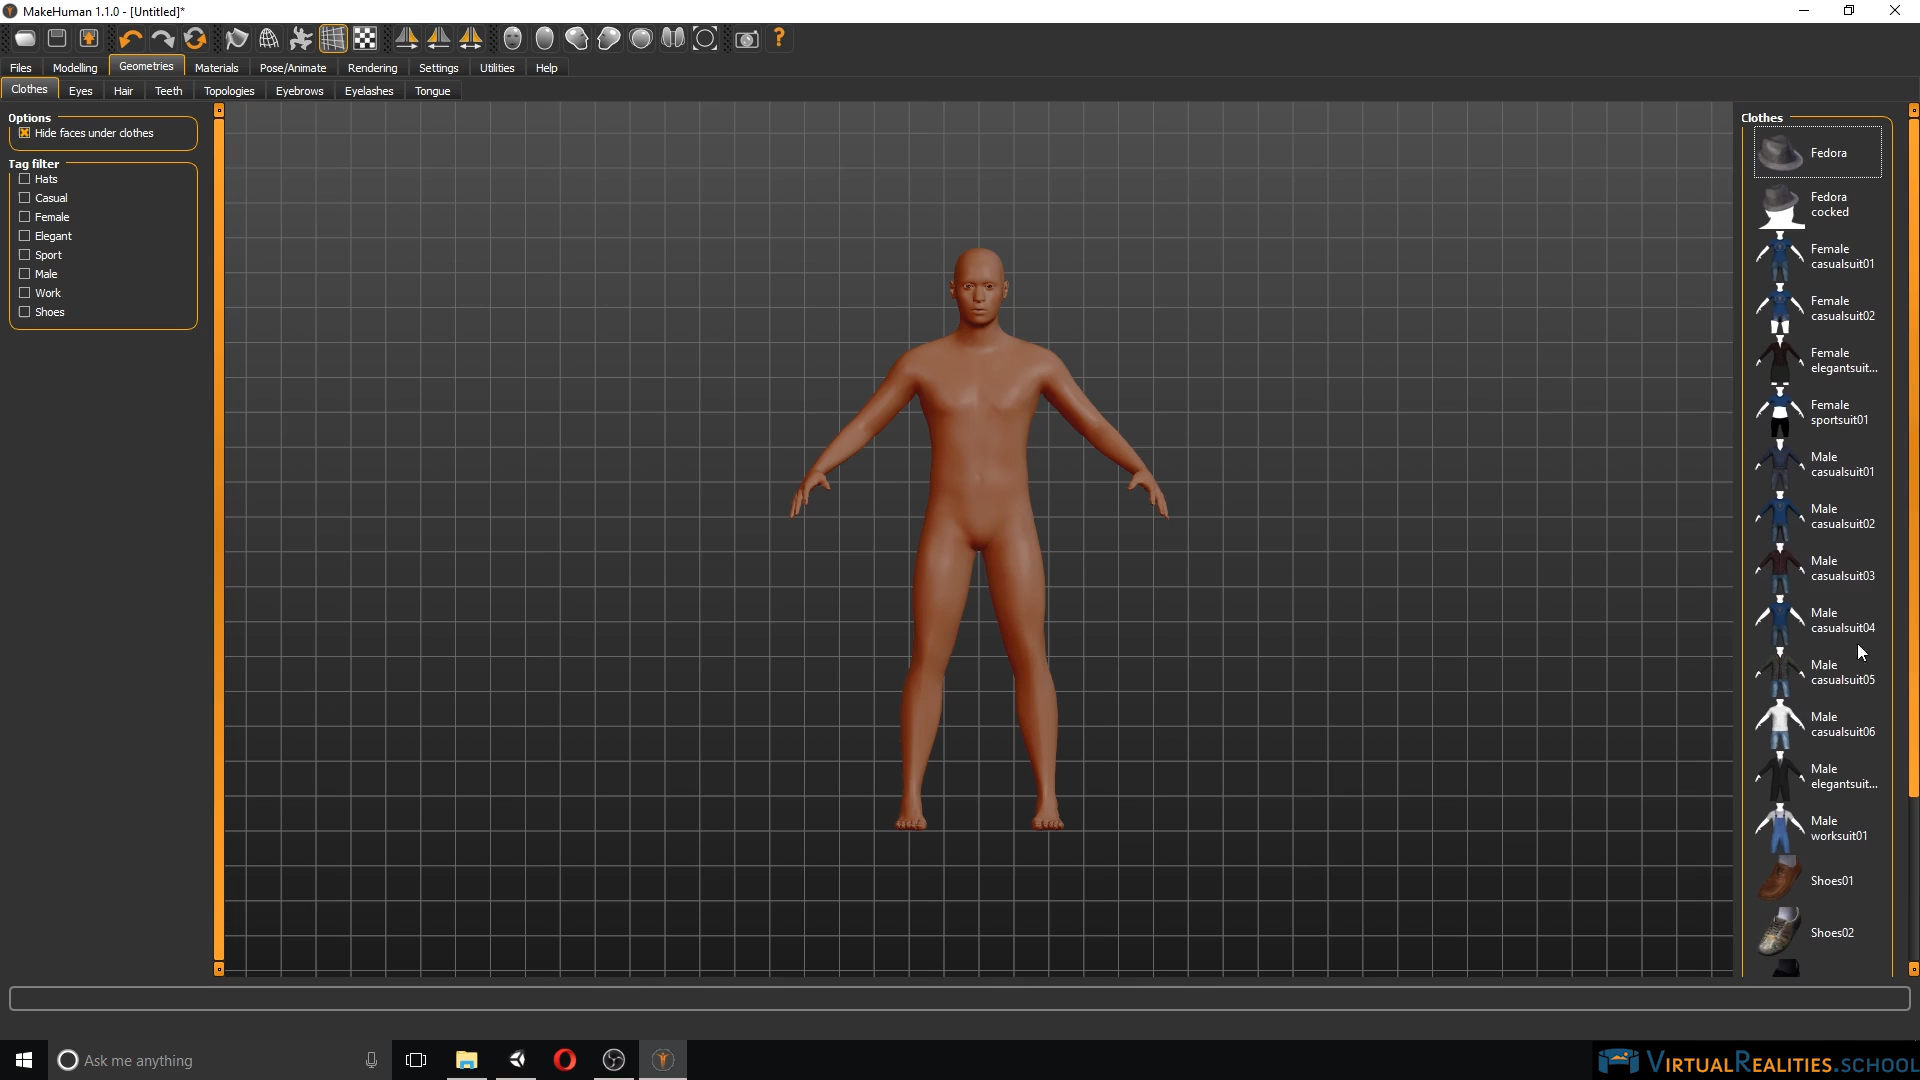 MakeHuman 1.1.0 - [Untitled]*
Files Modelling Geometries Materials Pose/Animate Rendering Settings Utilities Help
Clothes Eyes Hair Teeth Topologies Eyebrows Eyelashes Tongue
Options
Hide faces under clothes
Tag filter
Hats
Casual
Female
Elegant
Sport
Male
Work
Shoes
Clothes
Fedora
Fedora
cocked
Female
casualsuit01
Female
casualsuit02
Female
elegantsuit...
Female
sportsuit01
Male
casualsuit01
Male
casualsuit02
Male
casualsuit03
Male
casualsuit04
Male
casualsuit05
Male
casualsuit06
Male
elegantsuit...
Male
worksuit01
Shoes01
Shoes02
Ask me anything
VIRTUALREALITIES.SCHOOL